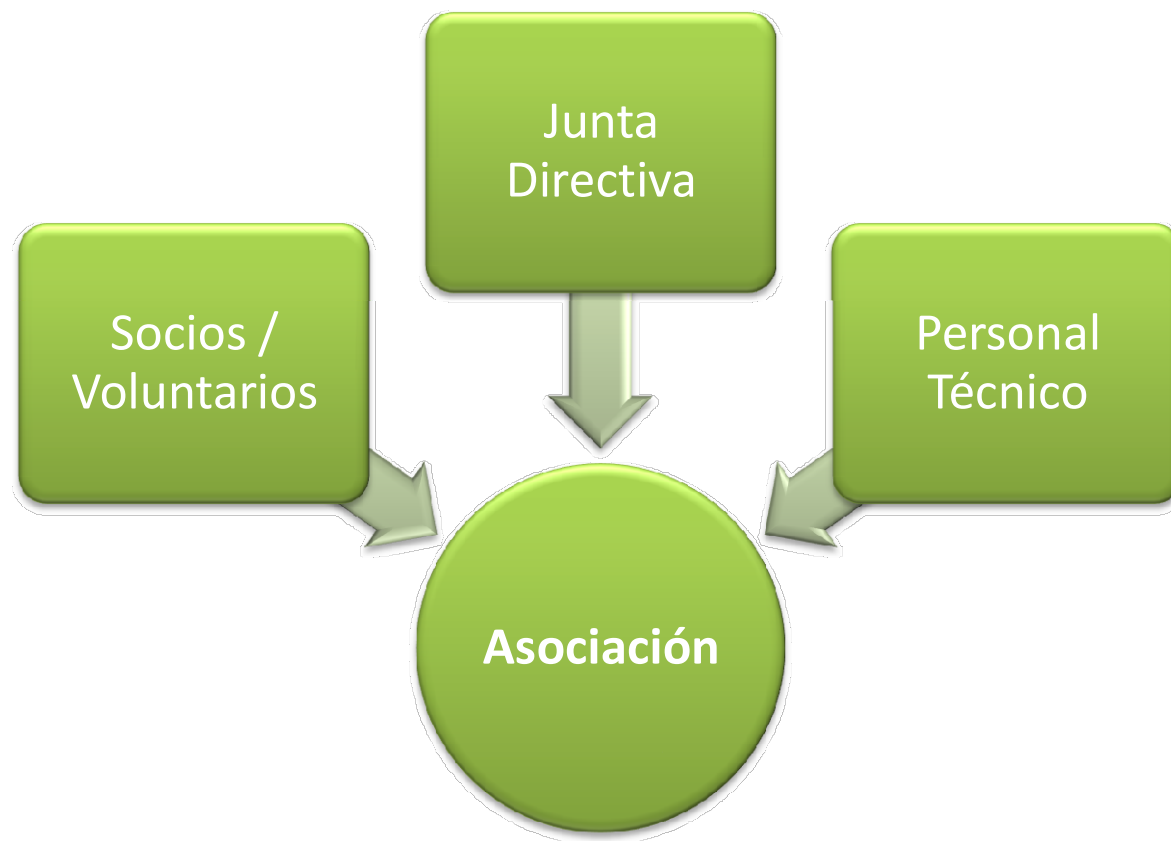 Junta
Directiva
Socios /
Voluntarios
Personal
Técnico
Asociación